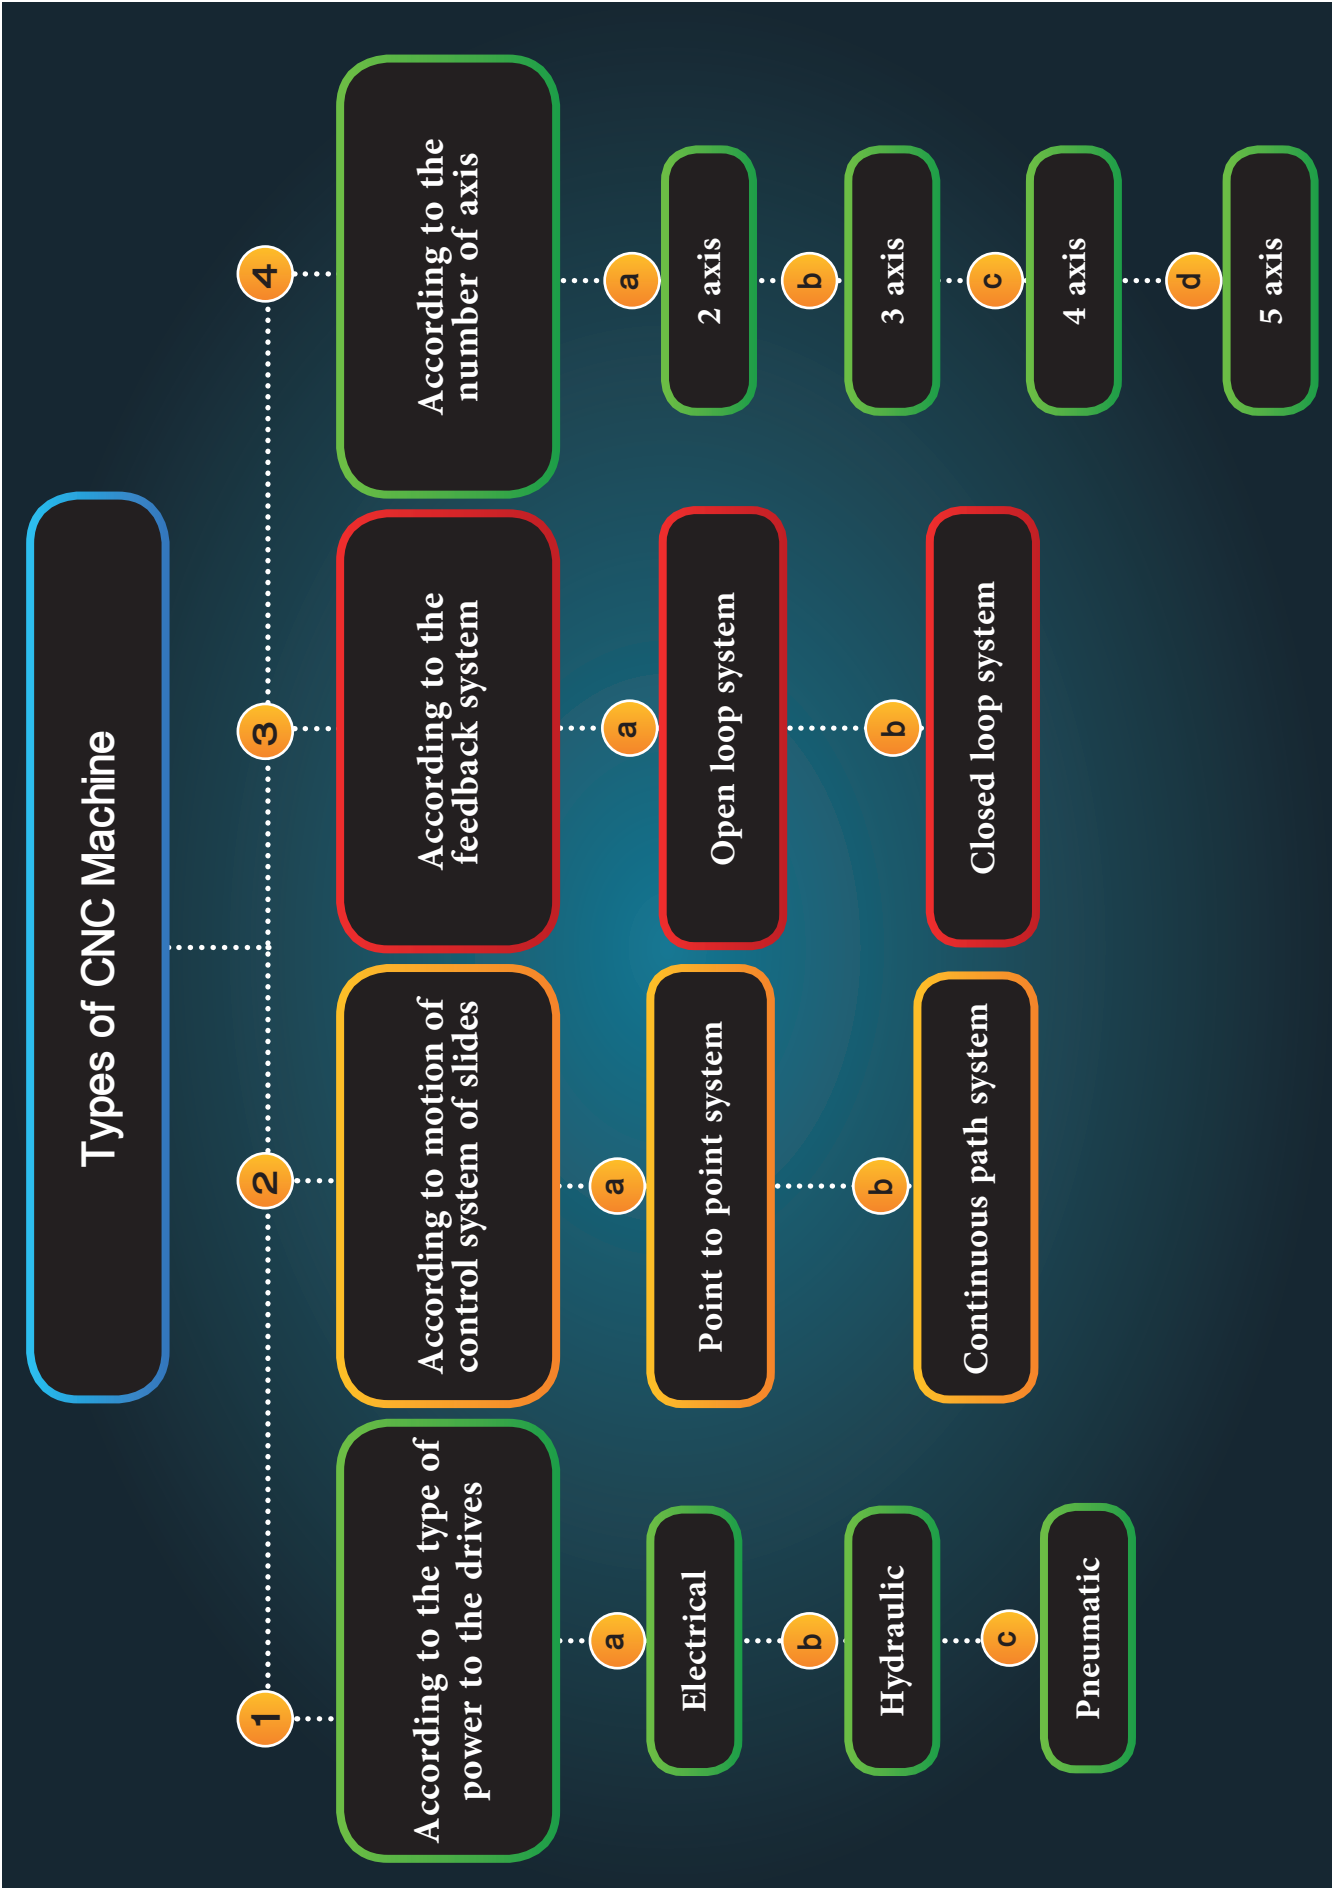 Types of CNC Machine
1
According to the type of
power to the drives
a
Electrical
b
Hydraulic
c
Pneumatic
2
According to motion of
control system of slides
a
Point to point system
b
Continuous path system
3
According to the
feedback system
a
Open loop system
b
Closed loop system
4
According to the
number of axis
a
2 axis
b
3 axis
c
4 axis
d
5 axis